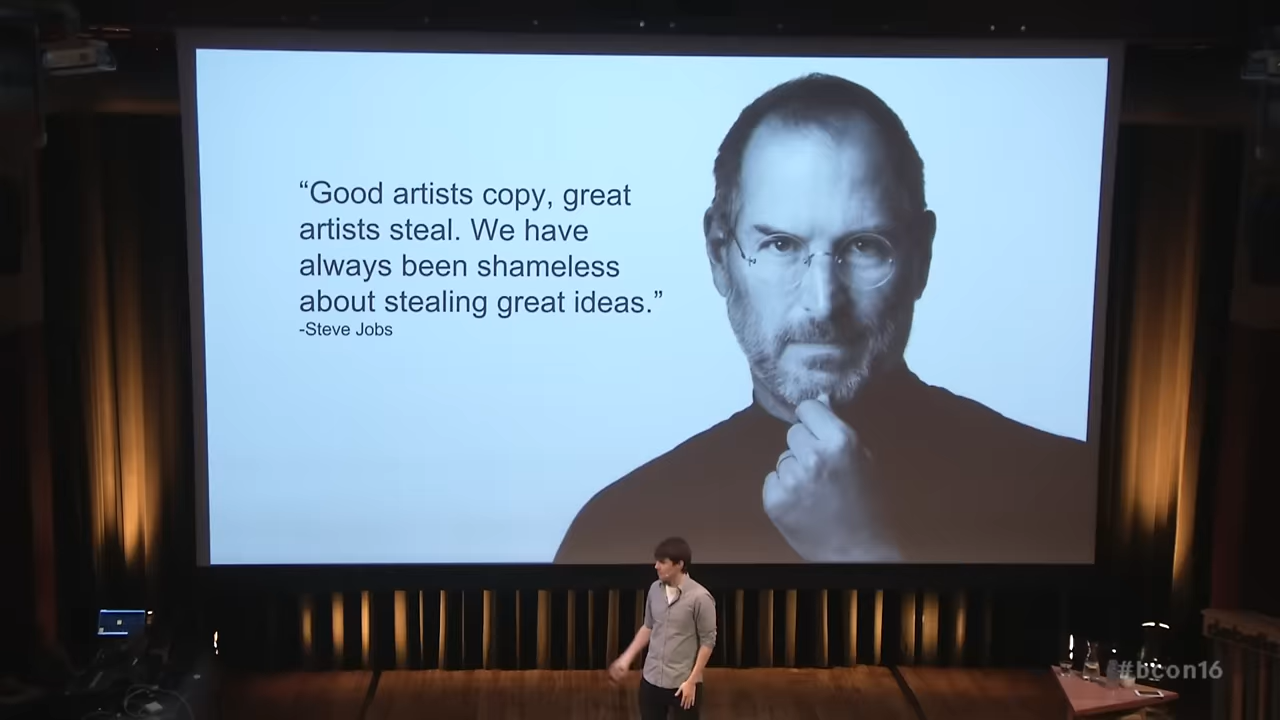 “Good artists copy, great
artists steal. We have
always been shameless
about stealing great ideas.”
-Steve Jobs
#bcon16